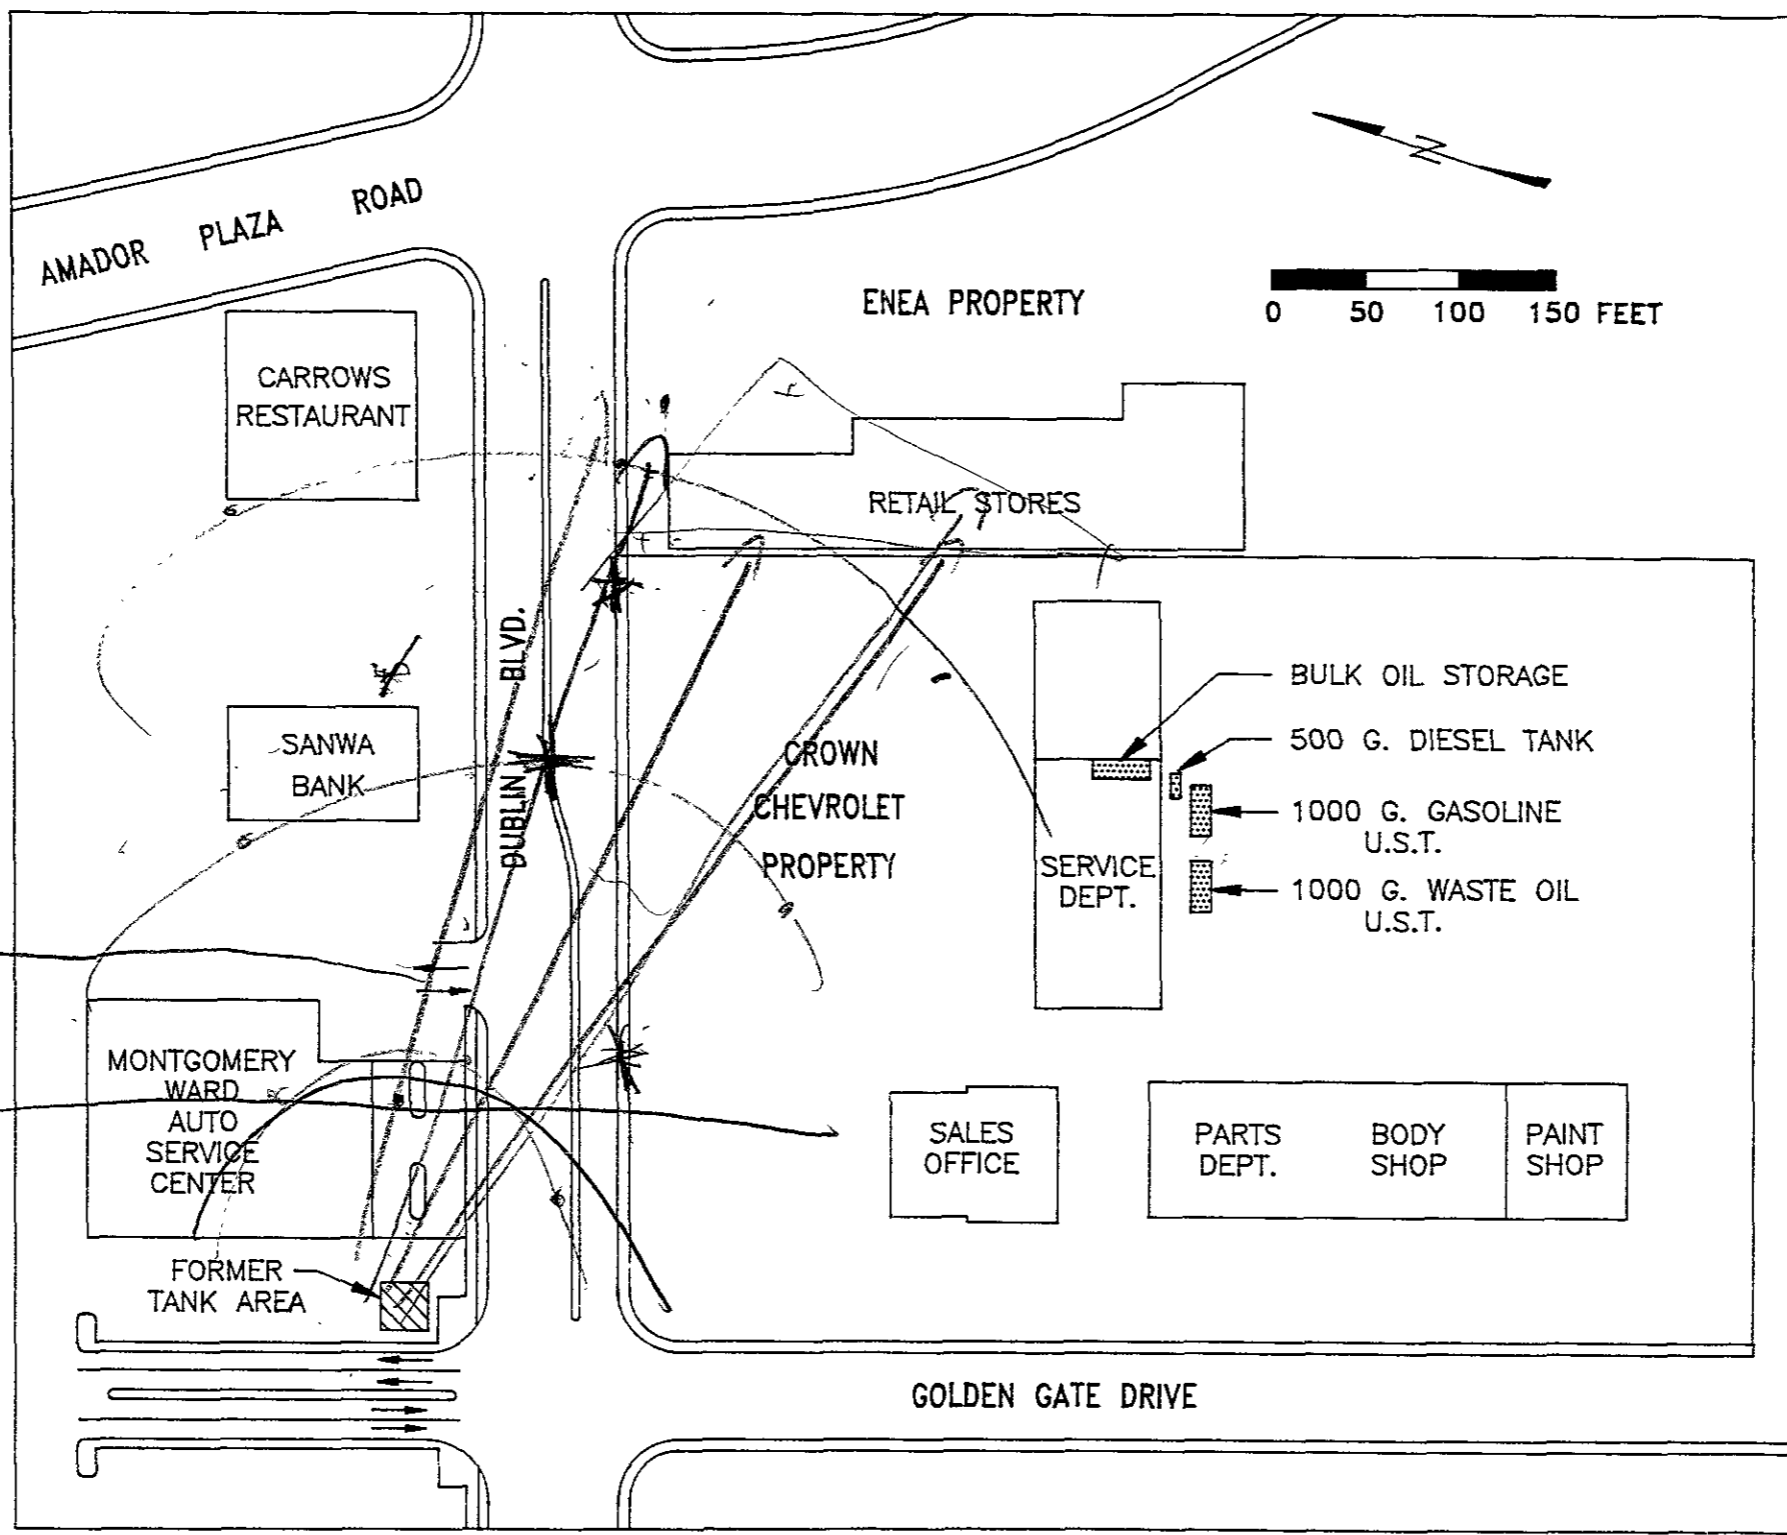 AMADOR PLAZA ROAD
N
0 50 100 150 FEET
ENEA PROPERTY
CARROWS
RESTAURANT
RETAIL STORES
DUBLIN BLVD.
SANWA
BANK
CROWN
CHEVROLET
PROPERTY
BULK OIL STORAGE
500 G. DIESEL TANK
1000 G. GASOLINE
U.S.T.
1000 G. WASTE OIL
U.S.T.
SERVICE
DEPT.
MONTGOMERY
WARD
AUTO
SERVICE
CENTER
SALES
OFFICE
PARTS
DEPT.
BODY
SHOP
PAINT
SHOP
FORMER
TANK AREA
GOLDEN GATE DRIVE